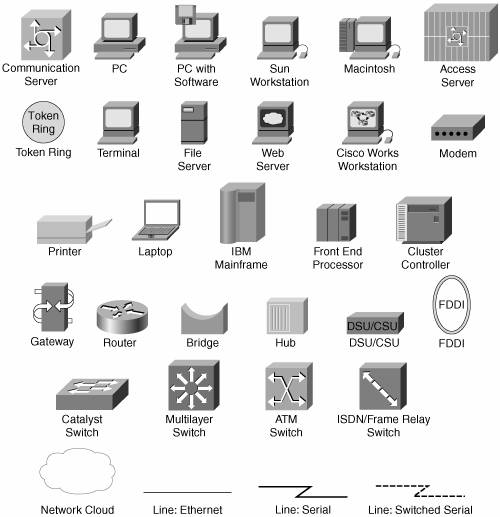 Communication Server
PC
PC with Software
Sun Workstation
Macintosh
Access Server
Token Ring
Token Ring
Terminal
File Server
Web Server
Cisco Works Workstation
Modem
Printer
Laptop
IBM Mainframe
Front End Processor
Cluster Controller
Gateway
Router
Bridge
Hub
DSU/CSU
DSU/CSU
FDDI
FDDI
Catalyst Switch
Multilayer Switch
ATM Switch
ISDN/Frame Relay Switch
Network Cloud
Line: Ethernet
Line: Serial
Line: Switched Serial